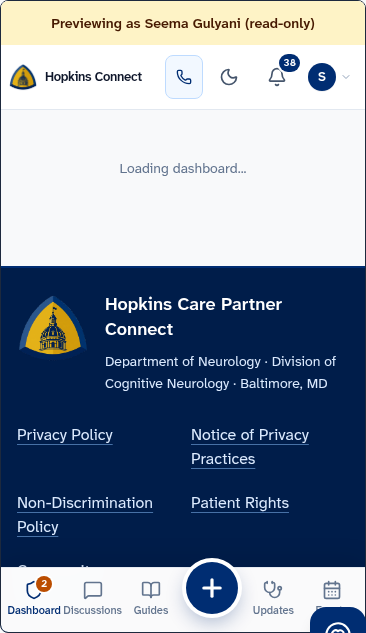 Previewing as Seema Gulyani (read-only)
Hopkins Connect
38
S
Loading dashboard...
Hopkins Care Partner
Connect
Department of Neurology · Division of
Cognitive Neurology · Baltimore, MD
Privacy Policy
Notice of Privacy
Practices
Non-Discrimination
Policy
Patient Rights
2
Dashboard
Discussions
Guides
Updates